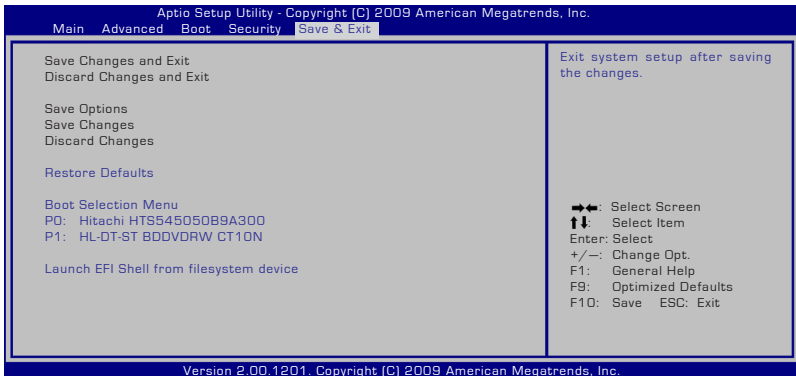 Aptio Setup Utility - Copyright (C) 2009 American Megatrends, Inc.
Main Advanced Boot Security Save & Exit
Save Changes and Exit
Discard Changes and Exit
Save Options
Save Changes
Discard Changes
Restore Defaults
Boot Selection Menu
P0: Hitachi HTS545050B9A300
P1: HL-DT-ST BDDVDRW CT10N
Launch EFI Shell from filesystem device
Exit system setup after saving
the changes.
→←: Select Screen
↑↓: Select Item
Enter: Select
+/—: Change Opt.
F1: General Help
F9: Optimized Defaults
F10: Save ESC: Exit
Version 2.00.1201. Copyright (C) 2009 American Megatrends, Inc.